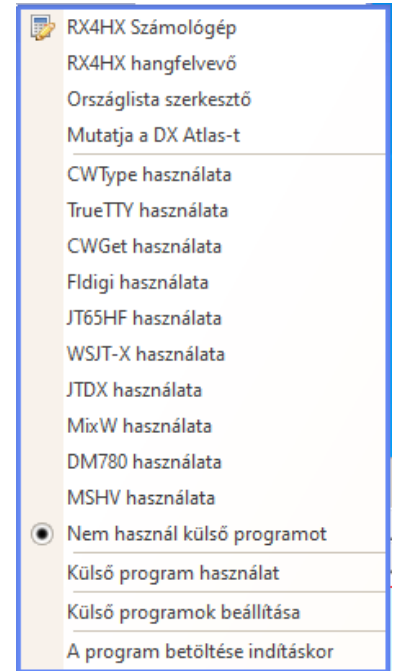 RX4HX Számológép
RX4HX hangfelvevő
Országlista szerkesztő
Mutatja a DX Atlas-t
CWType használata
TrueTTY használata
CWGet használata
Fldigi használata
JT65HF használata
WSJT-X használata
JTDX használata
MixW használata
DM780 használata
MSHV használata
Nem használ külső programot
Külső program használat
Külső programok beállítása
A program betöltése indításkor